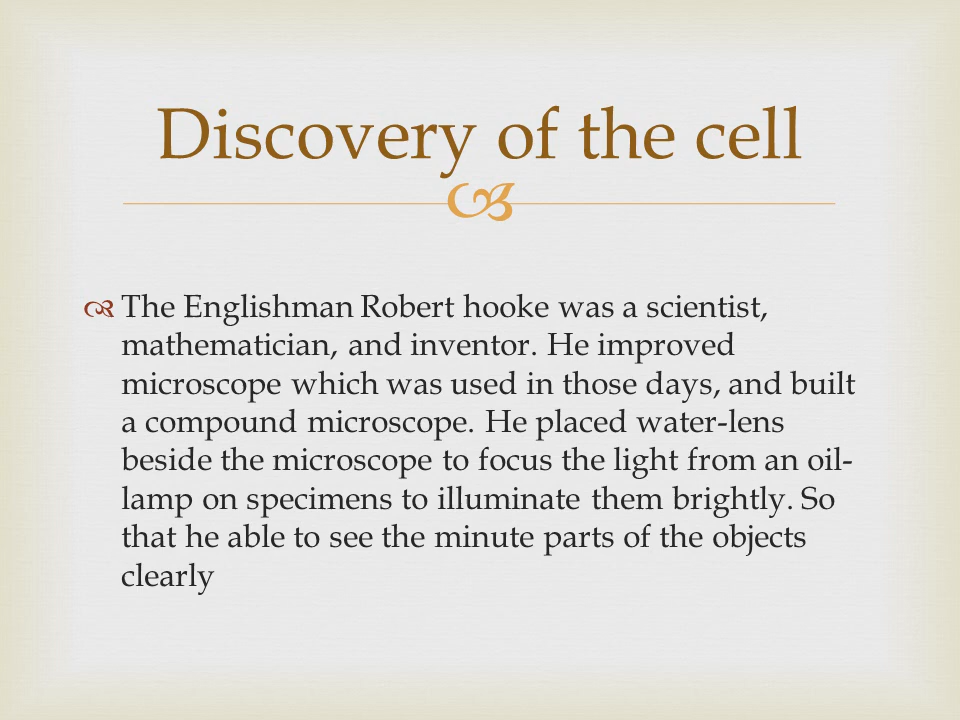 Discovery of the cell
The Englishman Robert hooke was a scientist,
mathematician, and inventor. He improved
microscope which was used in those days, and built
a compound microscope. He placed water-lens
beside the microscope to focus the light from an oil-
lamp on specimens to illuminate them brightly. So
that he able to see the minute parts of the objects
clearly